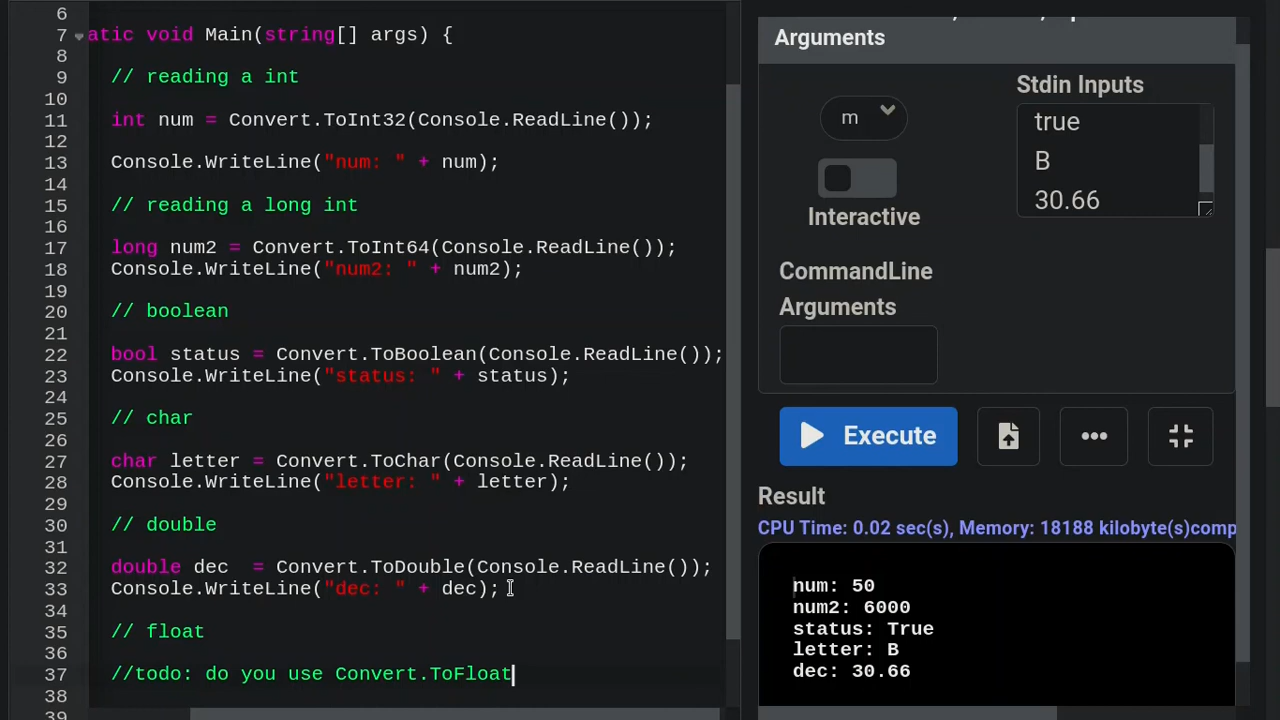 6
7 atic void Main(string[] args) {
8
9 // reading a int
10
11 int num = Convert.ToInt32(Console.ReadLine());
12
13 Console.WriteLine("num: " + num);
14
15 // reading a long int
16
17 long num2 = Convert.ToInt64(Console.ReadLine());
18 Console.WriteLine("num2: " + num2);
19
20 // boolean
21
22 bool status = Convert.ToBoolean(Console.ReadLine());
23 Console.WriteLine("status: " + status);
24
25 // char
26
27 char letter = Convert.ToChar(Console.ReadLine());
28 Console.WriteLine("letter: " + letter);
29
30 // double
31
32 double dec  = Convert.ToDouble(Console.ReadLine());
33 Console.WriteLine("dec: " + dec);
34
35 // float
36
37 //todo: do you use Convert.ToFloat
38
39
Arguments
m
Interactive
Stdin Inputs
true
B
30.66
CommandLine
Arguments
Execute
Result
CPU Time: 0.02 sec(s), Memory: 18188 kilobyte(s)comp
num: 50
num2: 6000
status: True
letter: B
dec: 30.66